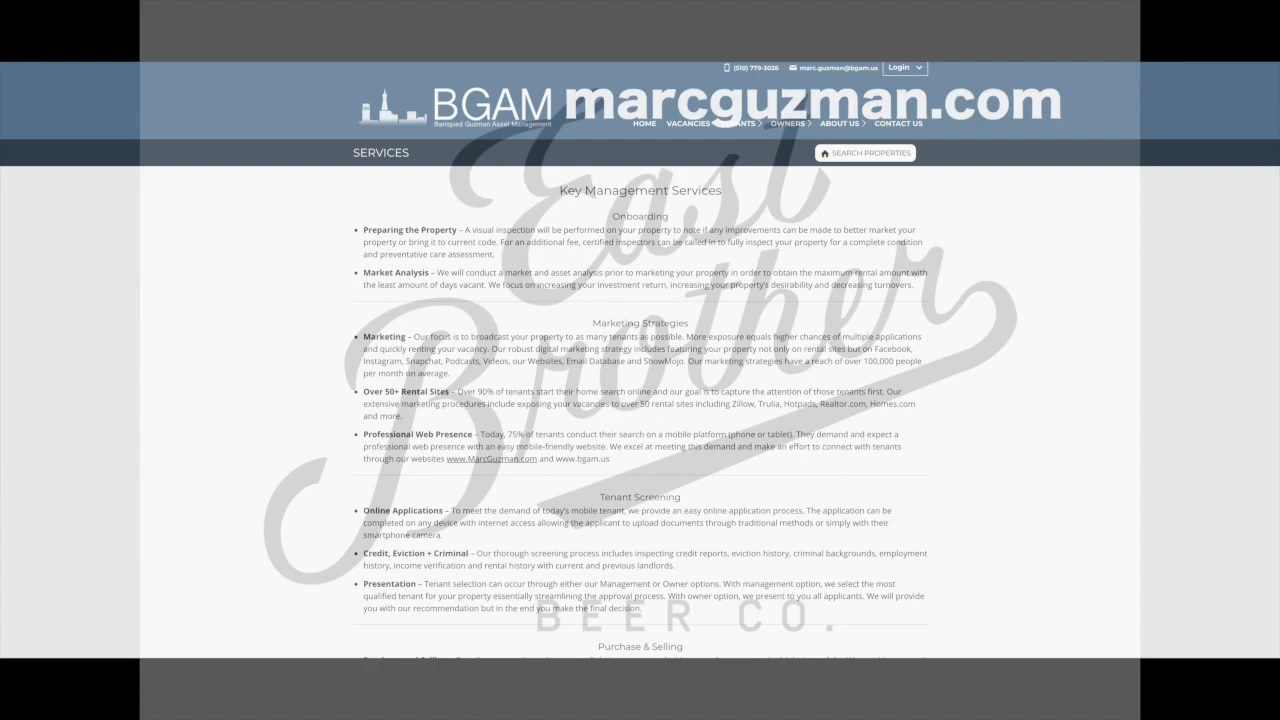 (510) 779-3026 marc.guzman@bgam.us Login
BGAM marcguzman.com
Baniqued Guzman Asset Management
HOME VACANCIES TENANTS OWNERS ABOUT US CONTACT US
SERVICES SEARCH PROPERTIES
East
Brother
BEER CO.
Key Management Services
Onboarding
• Preparing the Property – A visual inspection will be performed on your property to note if any improvements can be made to better market your
property or bring it to current code. For an additional fee, certified inspectors can be called in to fully inspect your property for a complete condition
and preventative care assessment.
• Market Analysis – We will conduct a market and asset analysis prior to marketing your property in order to obtain the maximum rental amount with
the least amount of days vacant. We focus on increasing your investment return, increasing your property's desirability and decreasing turnovers.
Marketing Strategies
• Marketing – Our focus is to broadcast your property to as many tenants as possible. More exposure equals higher chances of multiple applications
and quickly renting your vacancy. Our robust digital marketing strategy includes featuring your property not only on rental sites but on Facebook,
Instagram, Snapchat, Podcasts, Videos, our Websites, Email Database and ShowMojo. Our marketing strategies have a reach of over 100,000 people
per month on average.
• Over 50+ Rental Sites – Over 90% of tenants start their home search online and our goal is to capture the attention of those tenants first. Our
extensive marketing procedures include exposing your vacancies to over 50 rental sites including Zillow, Trulia, Hotpads, Realtor.com, Homes.com
and more.
• Professional Web Presence – Today, 75% of tenants conduct their search on a mobile platform (phone or tablet). They demand and expect a
professional web presence with an easy mobile-friendly website. We excel at meeting this demand and make an effort to connect with tenants
through our websites www.MarcGuzman.com and www.bgam.us
Tenant Screening
• Online Applications – To meet the demand of today's mobile tenant, we provide an easy online application process. The application can be
completed on any device with internet access allowing the applicant to upload documents through traditional methods or simply with their
smartphone camera.
• Credit, Eviction + Criminal – Our thorough screening process includes inspecting credit reports, eviction history, criminal backgrounds, employment
history, income verification and rental history with current and previous landlords.
• Presentation – Tenant selection can occur through either our Management or Owner options. With management option, we select the most
qualified tenant for your property essentially streamlining the approval process. With owner option, we present to you all applicants. We will provide
you with our recommendation but in the end you make the final decision.
Purchase & Selling